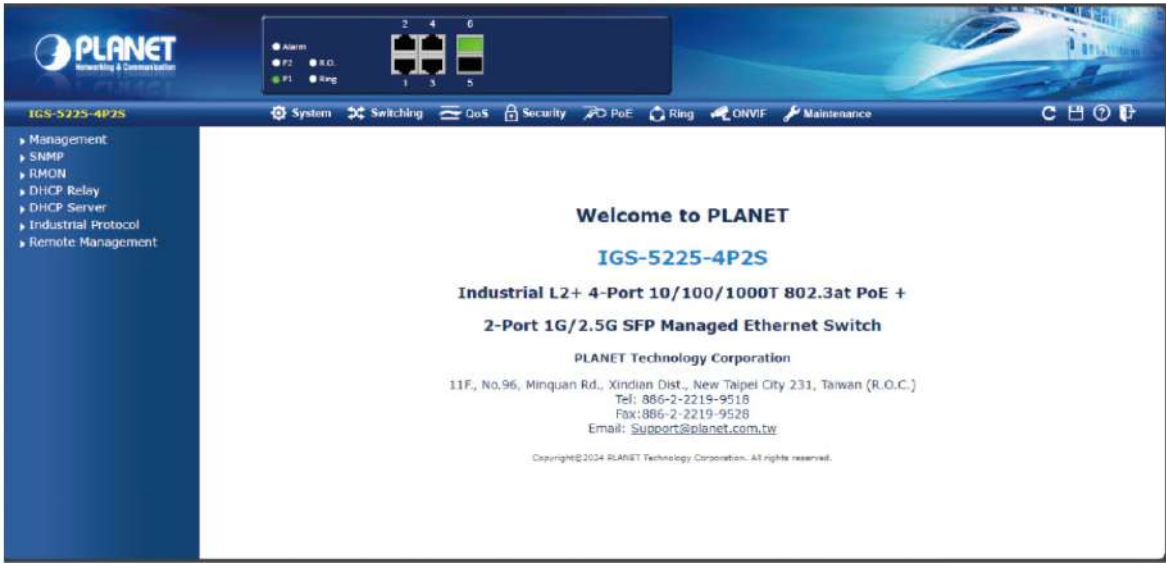 PLANET
Networking & Communication
Alarm
P2 R.O.
P1 Ring
2 4 6
1 3 5
IGS-5225-4P2S
System Switching QoS Security PoE Ring ONVIF Maintenance
Management
SNMP
RMON
DHCP Relay
DHCP Server
Industrial Protocol
Remote Management
Welcome to PLANET
IGS-5225-4P2S
Industrial L2+ 4-Port 10/100/1000T 802.3at PoE +
2-Port 1G/2.5G SFP Managed Ethernet Switch
PLANET Technology Corporation
11F., No.96, Minquan Rd., Xindian Dist., New Taipei City 231, Taiwan (R.O.C.)
Tel: 886-2-2219-9518
Fax:886-2-2219-9528
Email: Support@planet.com.tw
Copyright©2024 PLANET Technology Corporation. All rights reserved.